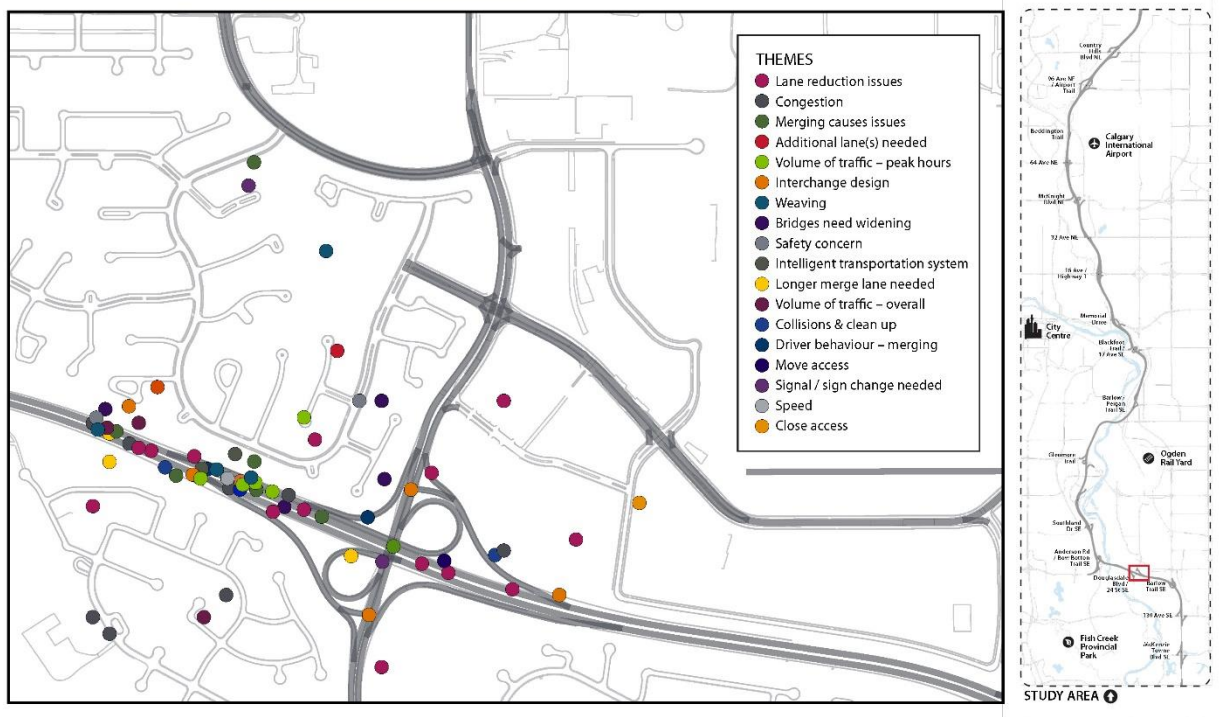 THEMES
Lane reduction issues
Congestion
Merging causes issues
Additional lane(s) needed
Volume of traffic – peak hours
Interchange design
Weaving
Bridges need widening
Safety concern
Intelligent transportation system
Longer merge lane needed
Volume of traffic – overall
Collisions & clean up
Driver behaviour – merging
Move access
Signal / sign change needed
Speed
Close access
Country
Hills
Blvd NE
96 Ave NE
/ Airport
Trail
Beddington
Trail
Calgary
International
Airport
64 Ave NE
McKnight
Blvd NE
32 Ave NE
16 Ave /
Highway 1
Memorial
Drive
City
Centre
Blackfoot
Trail /
17 Ave SE
Barlow /
Peigan
Trail SE
Glenmore
Trail
Ogden
Rail Yard
Southland
Dr SE
Anderson Rd
/ Bow Bottom
Trail SE
Douglasdale
Blvd /
24 St SE
Barlow
Trail SE
130 Ave SE
Fish Creek
Provincial
Park
McKenzie
Towne
Blvd SE
STUDY AREA